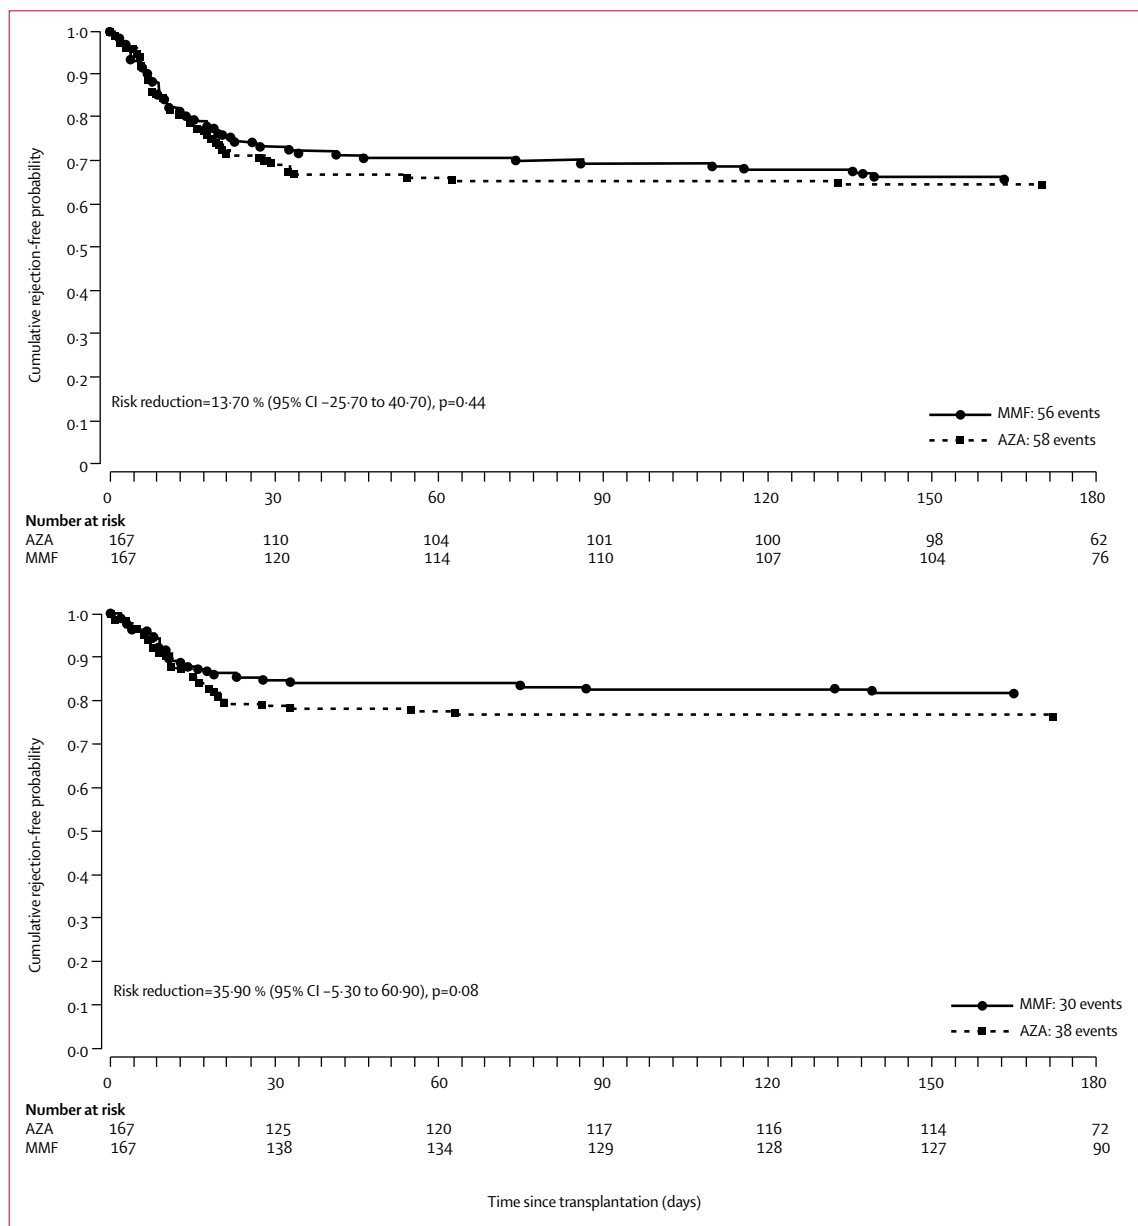 1·0
0·9
0·8
0·7
0·6
0·5
0·4
0·3
0·2
0·1
0
Cumulative rejection-free probability
Risk reduction=13·70 % (95% CI –25·70 to 40·70), p=0·44
MMF: 56 events
AZA: 58 events
0 30 60 90 120 150 180
Number at risk
AZA 167 110 104 101 100 98 62
MMF 167 120 114 110 107 104 76
1·0
0·9
0·8
0·7
0·6
0·5
0·4
0·3
0·2
0·1
0·0
Cumulative rejection-free probability
Risk reduction=35·90 % (95% CI –5·30 to 60·90), p=0·08
MMF: 30 events
AZA: 38 events
0 30 60 90 120 150 180
Number at risk
AZA 167 125 120 117 116 114 72
MMF 167 138 134 129 128 127 90
Time since transplantation (days)